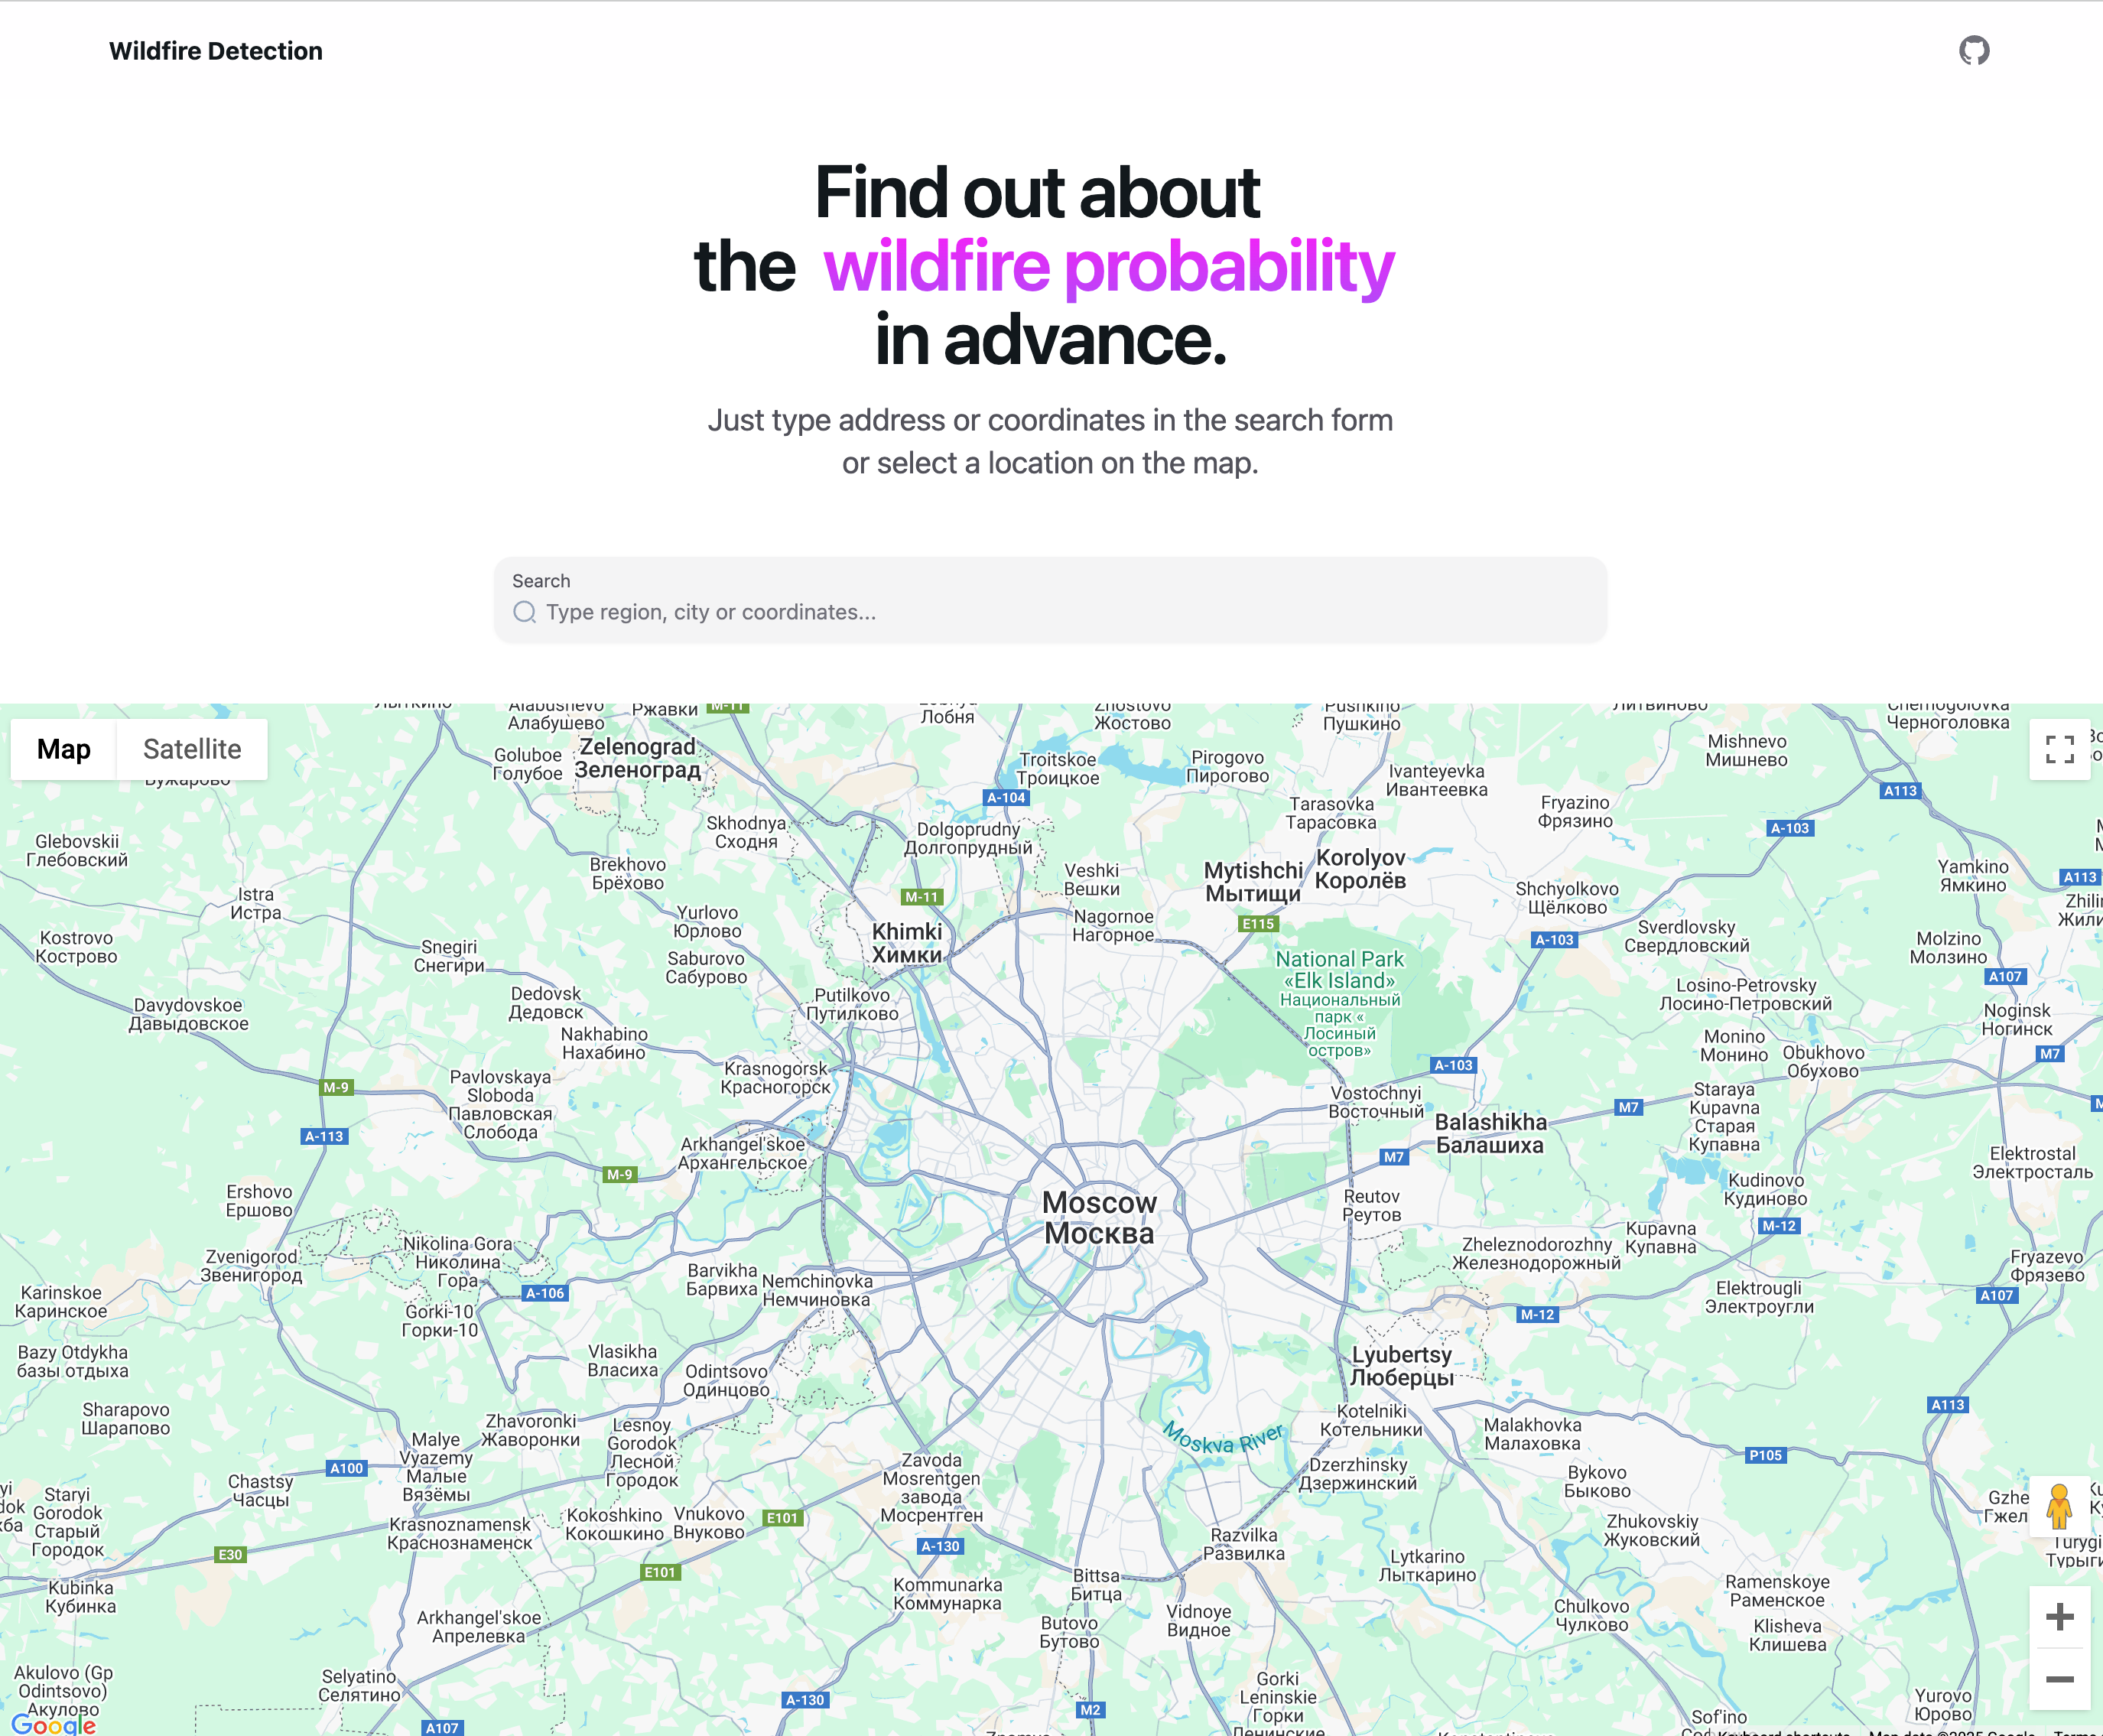 Wildfire Detection
Find out about
the wildfire probability
in advance.
Just type address or coordinates in the search form
or select a location on the map.
Search
Type region, city or coordinates...
Map
Satellite
Алабушево
Ржавки
M-11
Лобня
Жостово
Пушкино
Черноголовка
Goluboe
Голубое
Zelenograd
Зеленоград
Troitskoe
Троицкое
Pirogovo
Пирогово
Ivanteyevka
Ивантеевка
Mishnevo
Мишнево
A-104
A113
Tarasovka
Тарасовка
Fryazino
Фрязино
A-103
Glebovskii
Глебовский
Skhodnya
Сходня
Dolgoprudny
Долгопрудный
Brekhovo
Брёхово
Veshki
Вешки
Mytishchi
Мытищи
Korolyov
Королёв
Yamkino
Ямкино
A113
Istra
Истра
M-11
Shchyolkovo
Щёлково
Yurlovo
Юрлово
Nagornoe
Нагорное
E115
Khimki
Химки
Kostrovo
Кострово
Snegiri
Снегири
A-103
Sverdlovsky
Свердловский
Molzino
Молзино
Saburovo
Сабурово
National Park
«Elk Island»
Национальный
парк «
Лосиный
остров»
A107
Davydovskoe
Давыдовское
Dedovsk
Дедовск
Putilkovo
Путилково
Losino-Petrovsky
Лосино-Петровский
Noginsk
Ногинск
Nakhabino
Нахабино
Monino
Монино
Obukhovo
Обухово
M7
Krasnogorsk
Красногорск
A-103
M-9
Pavlovskaya
Sloboda
Павловская
Слобода
Vostochnyi
Восточный
Staraya
Kupavna
Старая
Купавна
M7
A-113
Balashikha
Балашиха
Arkhangel'skoe
Архангельское
M7
M-9
Elektrostal
Электросталь
Ershovo
Ершово
Moscow
Москва
Reutov
Реутов
Kudinovo
Кудиново
M-12
Kupavna
Купавна
Zvenigorod
Звенигород
Nikolina Gora
Николина
Гора
Zheleznodorozhny
Железнодорожный
Fryazevo
Фрязево
Barvikha
Барвиха
Nemchinovka
Немчиновка
Karinskoe
Каринское
A-106
Elektrougli
Электроугли
A107
Gorki-10
Горки-10
M-12
Bazy Otdykha
базы отдыха
Vlasikha
Власиха
Odintsovo
Одинцово
Lyubertsy
Люберцы
Sharapovo
Шарапово
A113
Zhavoronki
Жаворонки
Lesnoy
Gorodok
Лесной
Городок
Moskva River
Kotelniki
Котельники
Malakhovka
Малаховка
Malye
Vyazemy
Малые
Вязёмы
P105
A100
Chastsy
Часцы
Zavoda
Mosrentgen
завода
Мосрентген
Dzerzhinsky
Дзержинский
Bykovo
Быково
Staryi
Gorodok
Старый
Городок
Kokoshkino
Кокошкино
Vnukovo
Внуково
E101
Krasnoznamensk
Краснознаменск
Zhukovskiy
Жуковский
A-130
Razvilka
Развилка
E30
E101
Lytkarino
Лыткарино
Kubinka
Кубинка
Kommunarka
Коммунарка
Bittsa
Битца
Ramenskoye
Раменское
Arkhangel'skoe
Апрелевка
Butovo
Бутово
Vidnoye
Видное
Chulkovo
Чулково
Klisheva
Клишева
Akulovo (Gp
Odintsovo)
Акулово
Selyatino
Селятино
A-130
M2
Gorki
Leninskie
Горки
Yurovo
Юрово
A107
Sof'ino
Google